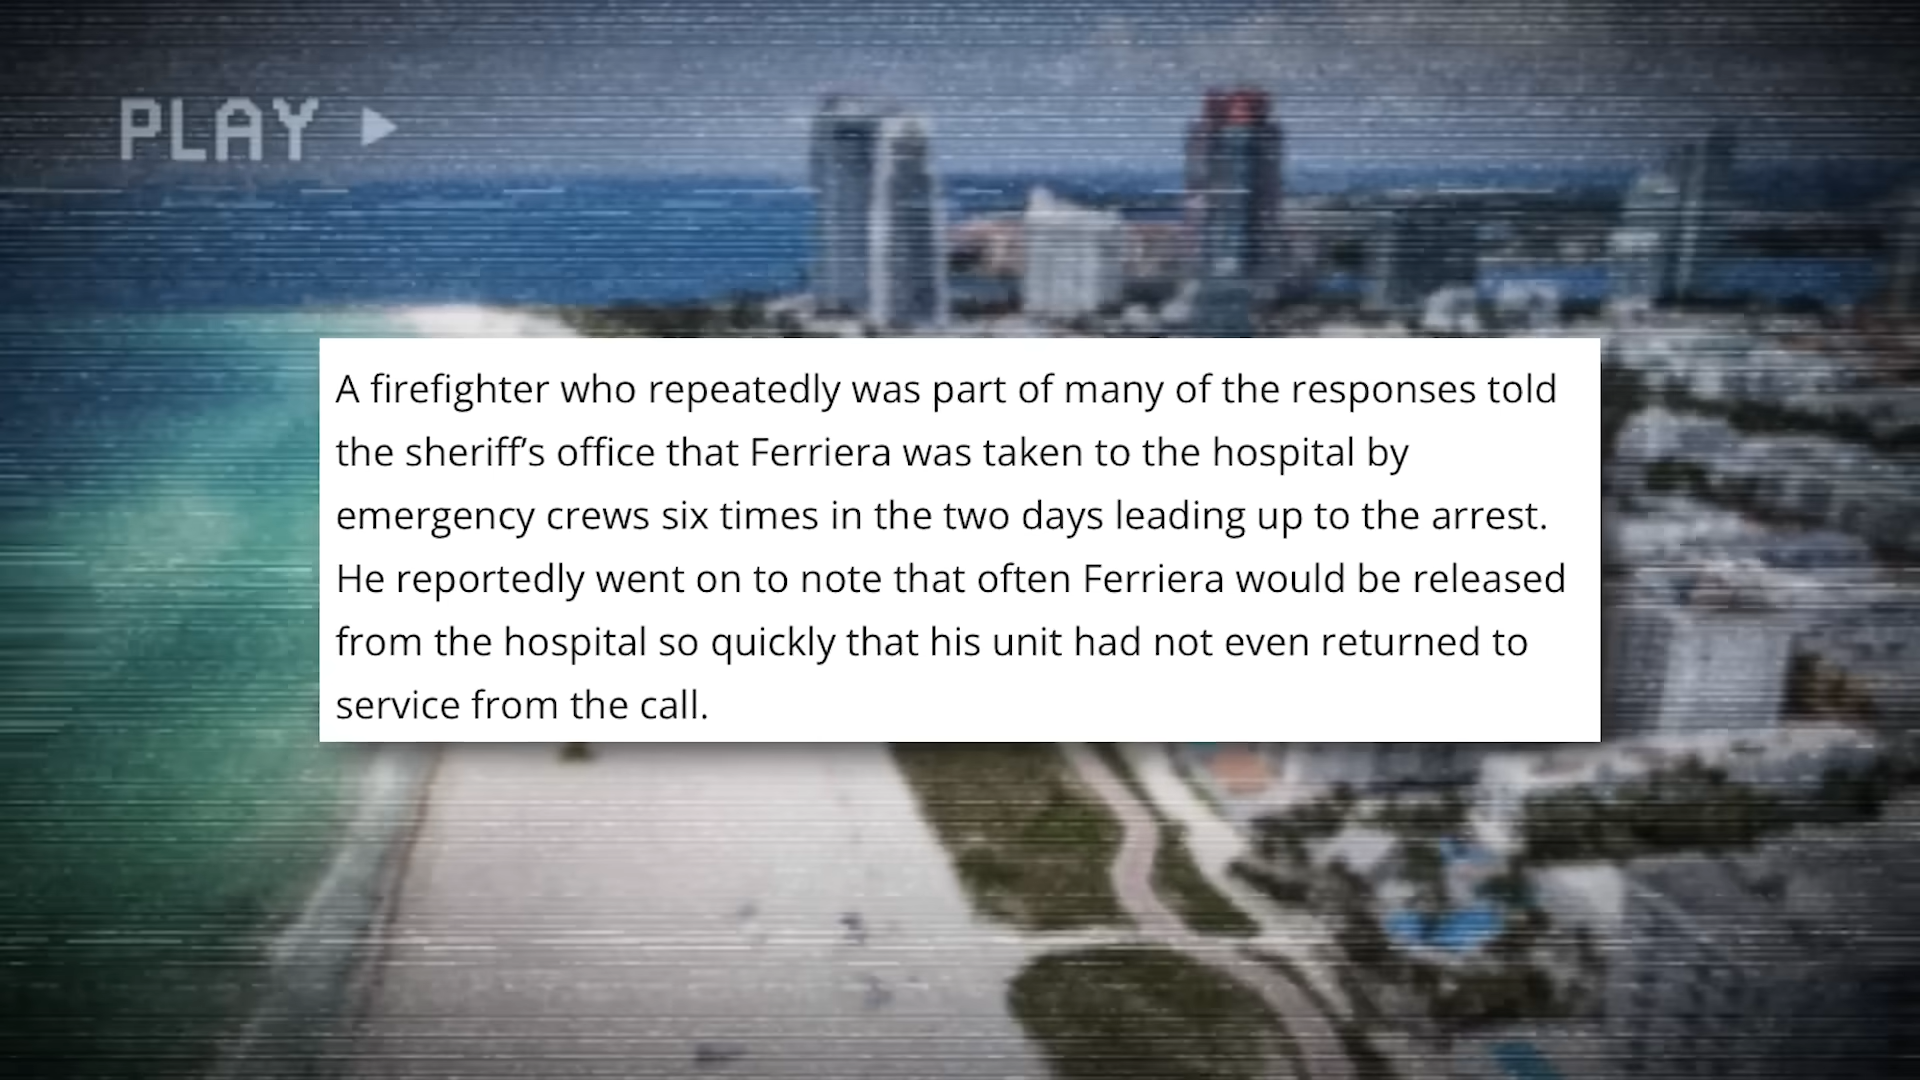 PLAY
A firefighter who repeatedly was part of many of the responses told
the sheriff’s office that Ferriera was taken to the hospital by
emergency crews six times in the two days leading up to the arrest.
He reportedly went on to note that often Ferriera would be released
from the hospital so quickly that his unit had not even returned to
service from the call.